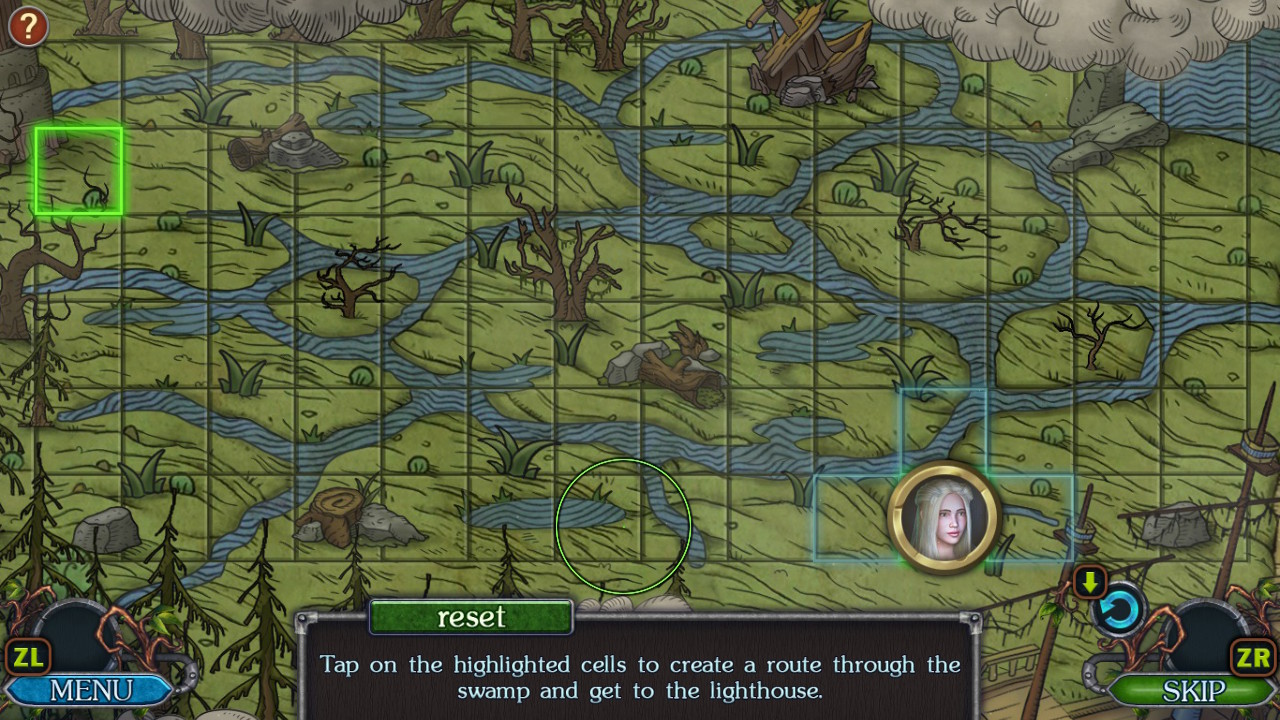 ?
reset
Tap on the highlighted cells to create a route through the
swamp and get to the lighthouse.
ZL
MENU
ZR
SKIP